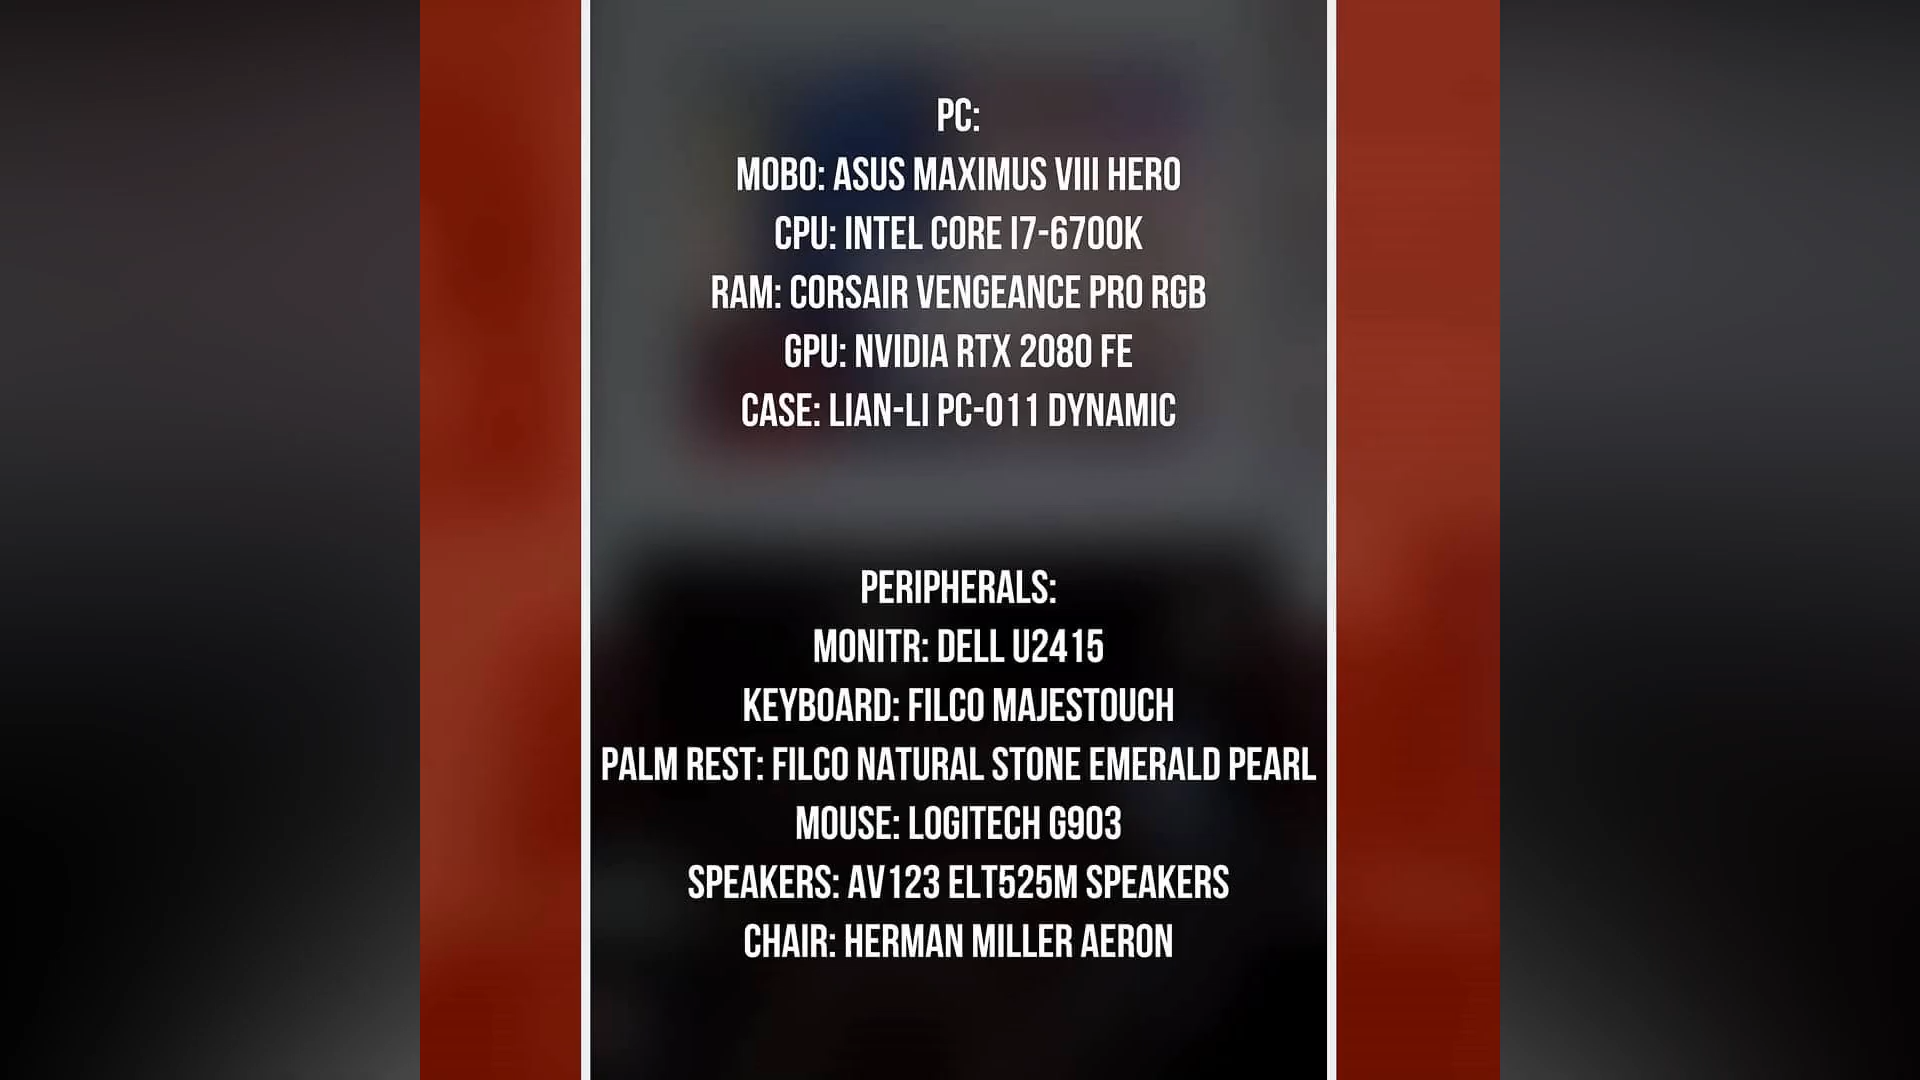 PC:
MOBO: ASUS MAXIMUS VIII HERO
CPU: INTEL CORE I7-6700K
RAM: CORSAIR VENGEANCE PRO RGB
GPU: NVIDIA RTX 2080 FE
CASE: LIAN-LI PC-011 DYNAMIC
PERIPHERALS:
MONITR: DELL U2415
KEYBOARD: FILCO MAJESTOUCH
PALM REST: FILCO NATURAL STONE EMERALD PEARL
MOUSE: LOGITECH G903
SPEAKERS: AV123 ELT525M SPEAKERS
CHAIR: HERMAN MILLER AERON